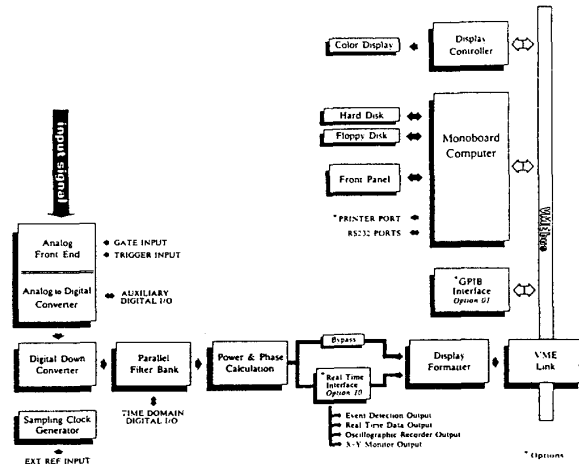 Color Display
Display
Controller
Hard Disk
Floppy Disk
Monoboard
Computer
Front Panel
*PRINTER PORT
RS232 PORTS
input signal
Analog
Front End
GATE INPUT
TRIGGER INPUT
Analog to Digital
Converter
AUXILIARY
DIGITAL I/O
*GPIB
Interface
Option 01
VMEbus
Digital Down
Converter
Parallel
Filter Bank
Power & Phase
Calculation
Bypass
*Real Time
Interface
Option 10
Display
Formatter
VME
Link
TIME DOMAIN
DIGITAL I/O
Sampling Clock
Generator
EXT REF INPUT
Event Detection Output
Real Time Data Output
Oscillographic Recorder Output
X-Y Monitor Output
*Options